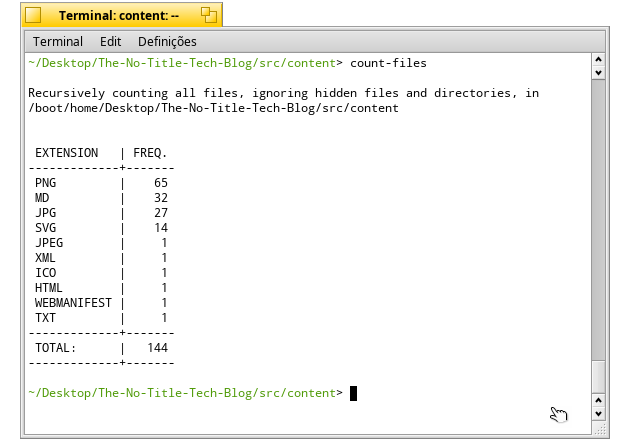 Terminal: content: --
Terminal Edit Definições
~/Desktop/The-No-Title-Tech-Blog/src/content> count-files
Recursively counting all files, ignoring hidden files and directories, in
/boot/home/Desktop/The-No-Title-Tech-Blog/src/content
EXTENSION | FREQ.
-------------+-------
PNG | 65
MD | 32
JPG | 27
SVG | 14
JPEG | 1
XML | 1
ICO | 1
HTML | 1
WEBMANIFEST | 1
TXT | 1
-------------+-------
TOTAL: | 144
-------------+-------
~/Desktop/The-No-Title-Tech-Blog/src/content>